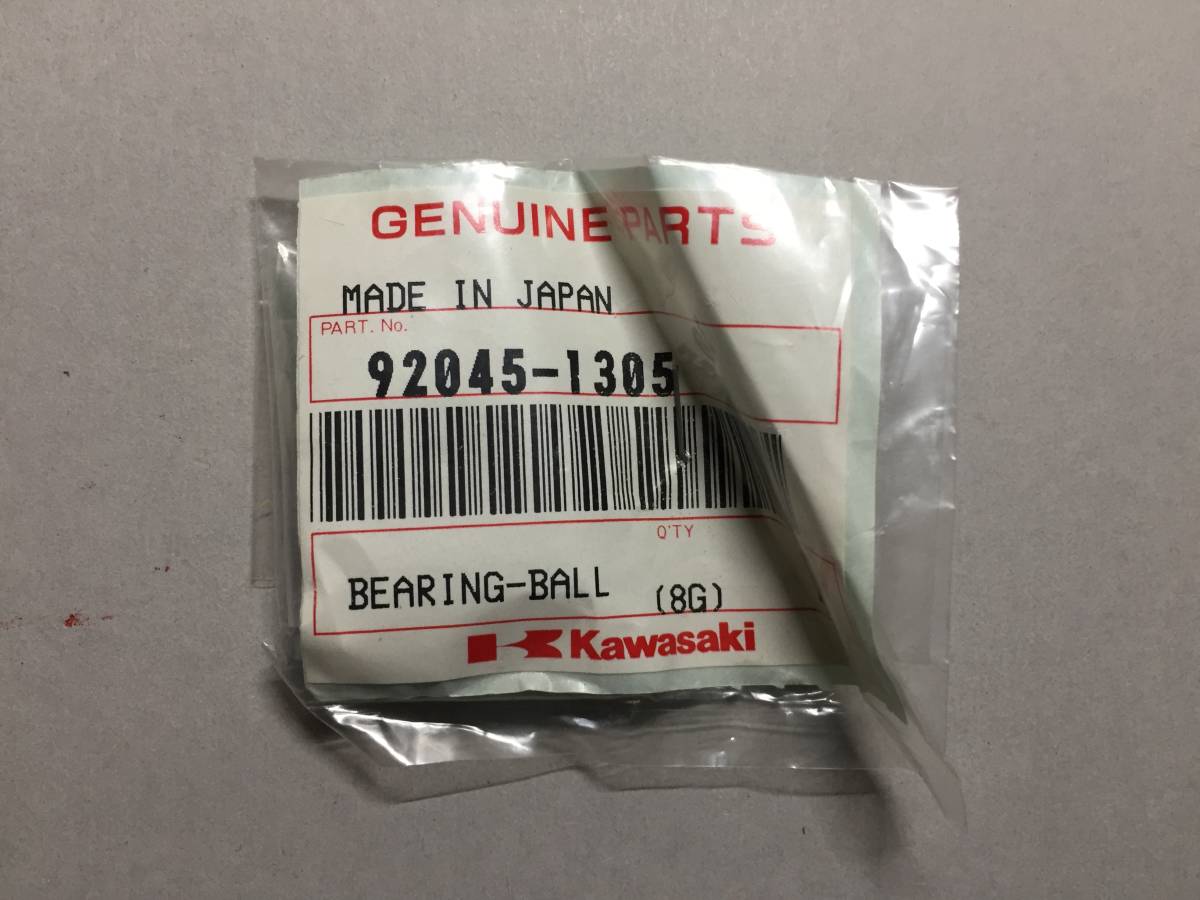 GENUINE PARTS
MADE IN JAPAN
PART. No.
92045-1305
Q'TY
BEARING-BALL (8G)
Kawasaki